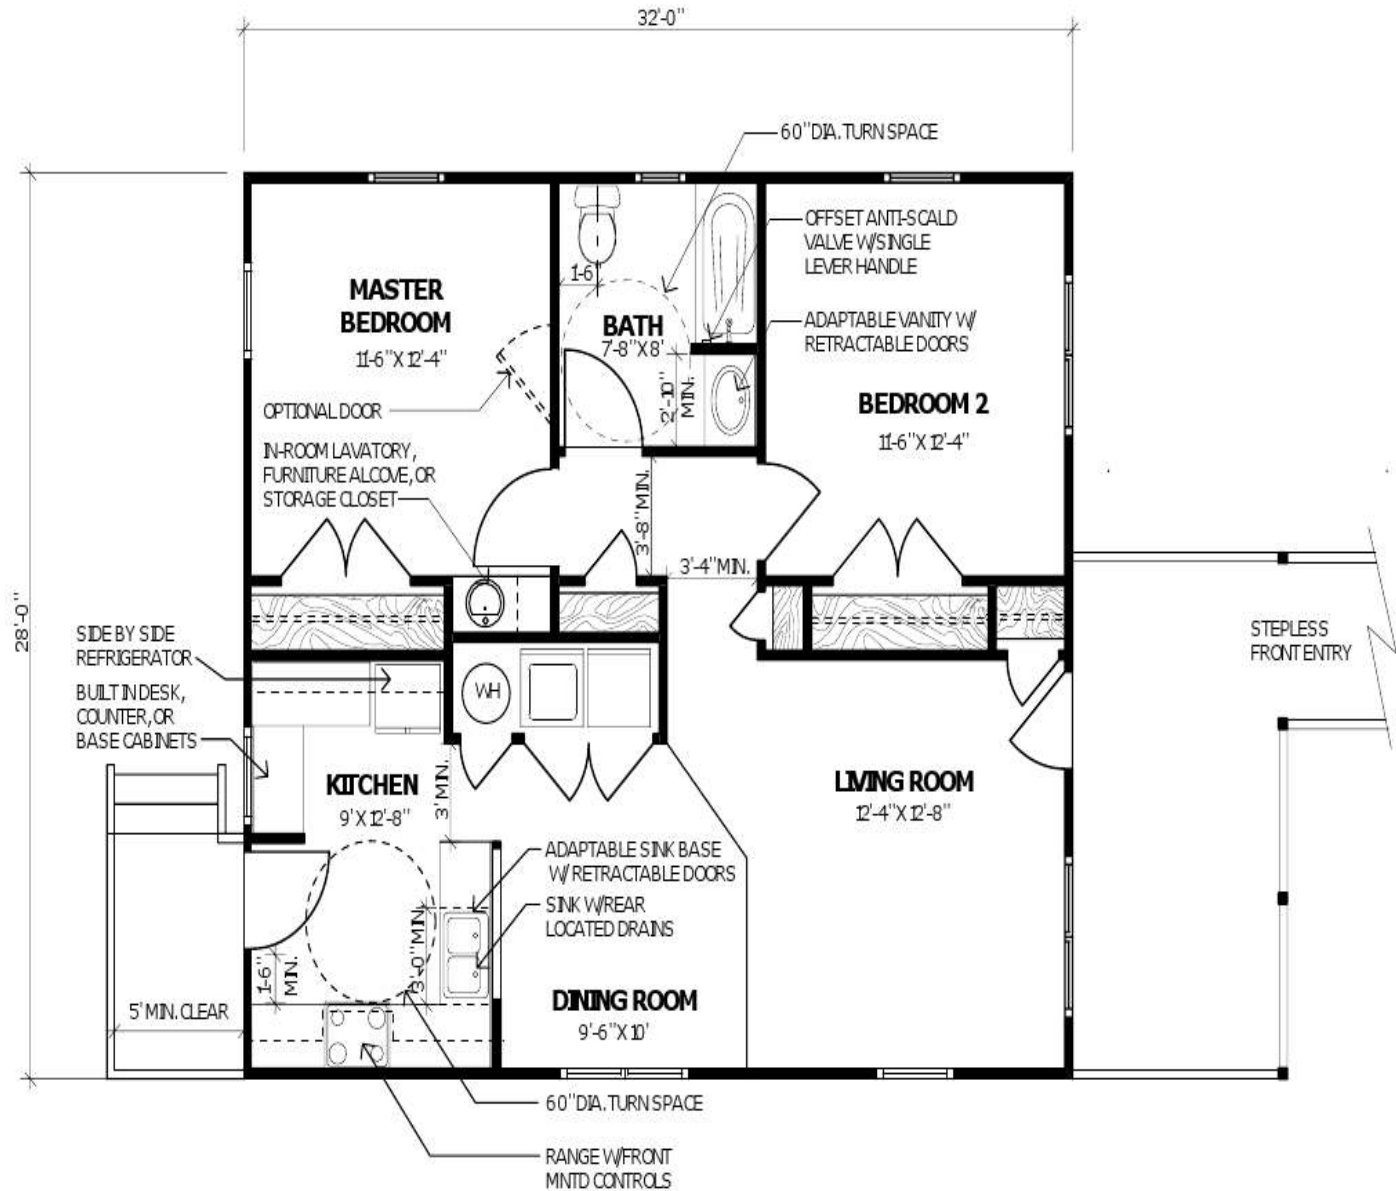 32'-0"
60"DIA. TURN SPACE
OFFSET ANTI-SCALD
VALVE W/SINGLE
LEVER HANDLE
1-6"
MASTER
BEDROOM
11-6"X 12'-4"
BATH
7'-8"X 8'
ADAPTABLE VANITY W/
RETRACTABLE DOORS
2'-10"
MIN.
BEDROOM 2
11-6"X 12'-4"
OPTIONAL DOOR
IN-ROOM LAVATORY,
FURNITURE ALCOVE, OR
STORAGE CLOSET
3'-8"MIN.
3'-4"MIN.
28'-0"
SIDE BY SIDE
REFRIGERATOR
BUILT IN DESK,
COUNTER, OR
BASE CABINETS
WH
STEPLESS
FRONT ENTRY
KITCHEN
9' X 12'-8"
3' MIN.
LIVING ROOM
12'-4"X 12'-8"
ADAPTABLE SINK BASE
W/ RETRACTABLE DOORS
SINK W/REAR
LOCATED DRAINS
3'-0" MIN.
1-6"
MIN.
5' MIN. CLEAR
DINING ROOM
9'-6"X 10'
60"DIA. TURN SPACE
RANGE W/FRONT
MNTD CONTROLS